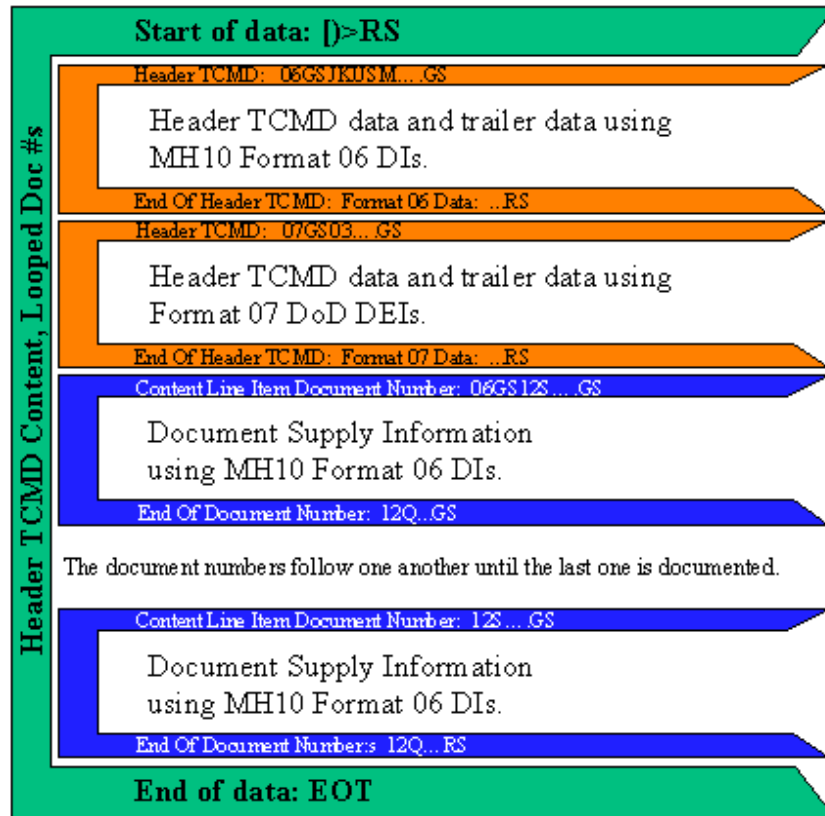 Start of data: [)>RS
Header TCMD Content, Looped Doc #s
Header TCMD: 06GSJKUSM... .GS
Header TCMD data and trailer data using
MH10 Format 06 DIs.
End Of Header TCMD: Format 06 Data: ...RS
Header TCMD: 07GS03... .GS
Header TCMD data and trailer data using
Format 07 DoD DEIs.
End Of Header TCMD: Format 07 Data: ...RS
Content Line Item Document Number: 06GS12S... .GS
Document Supply Information
using MH10 Format 06 DIs.
End Of Document Number: 12Q...GS
The document numbers follow one another until the last one is documented.
Content Line Item Document Number: 12S... .GS
Document Supply Information
using MH10 Format 06 DIs.
End Of Document Number:s 12Q...RS
End of data: EOT